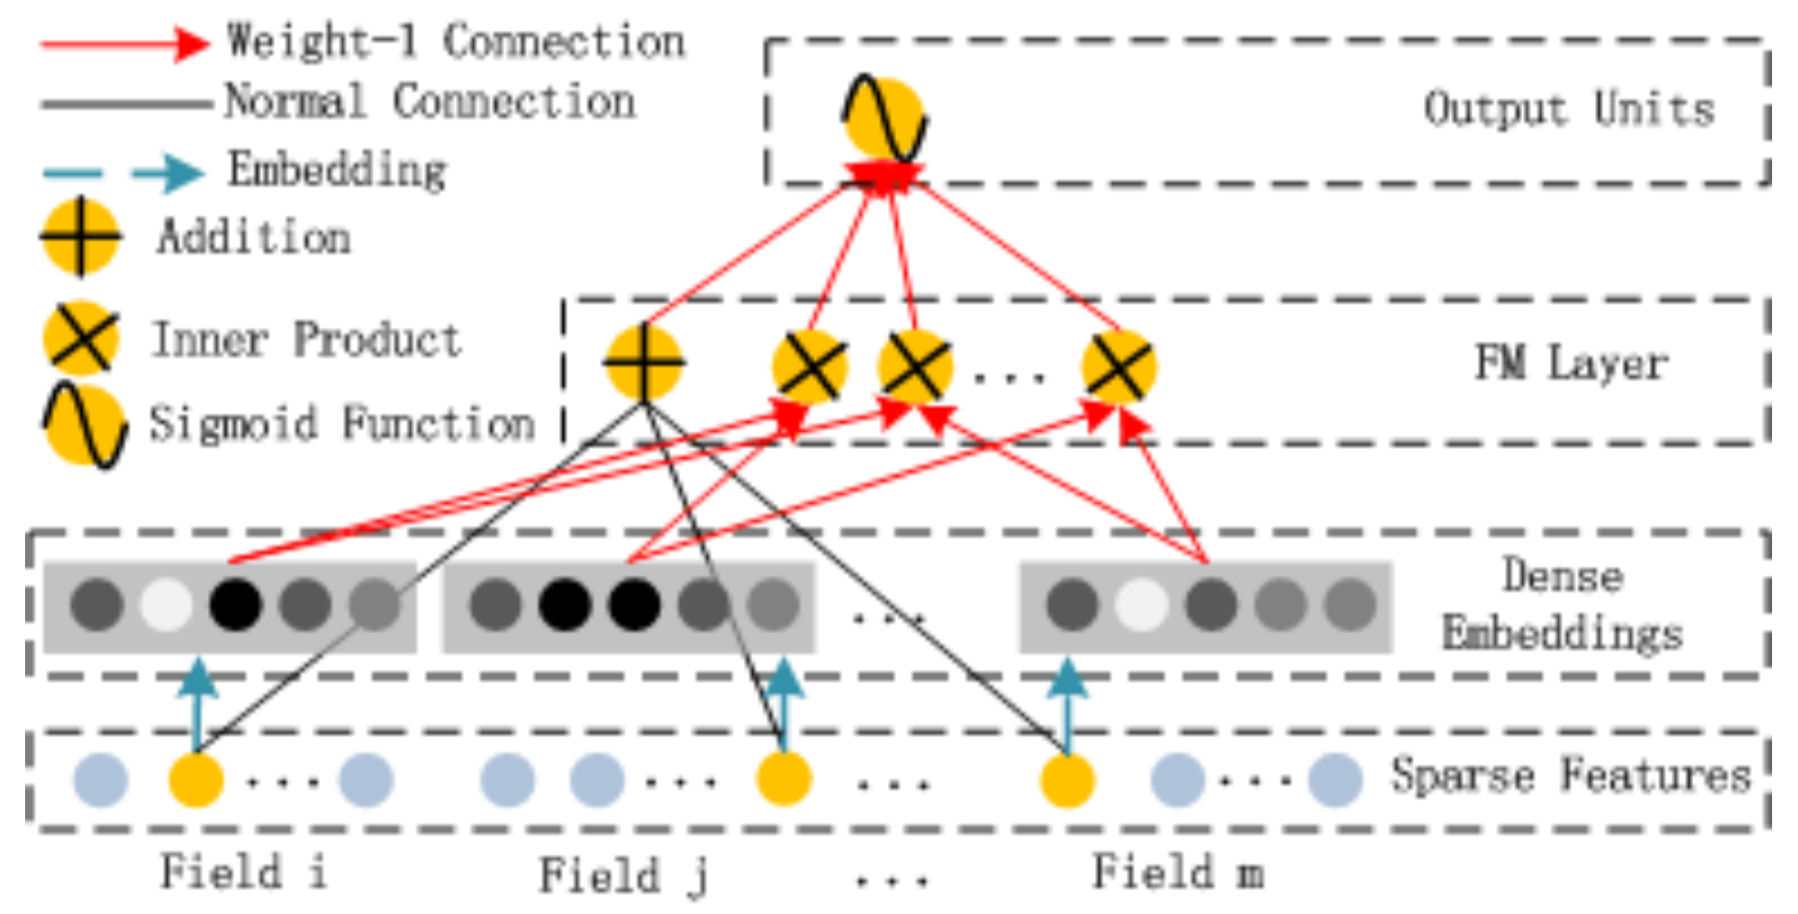 Weight-1 Connection
Normal Connection
Embedding
Addition
Inner Product
Sigmoid Function
Output Units
FM Layer
...
Dense
Embeddings
...
Sparse Features
... ... ... ...
Field i Field j ... Field m